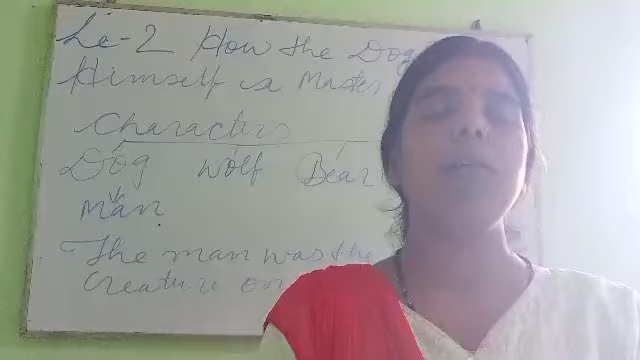 Le-2 How the Dog
Himself a Master
Characters
Dog Wolf Bear
Man
The man was the
Creature on